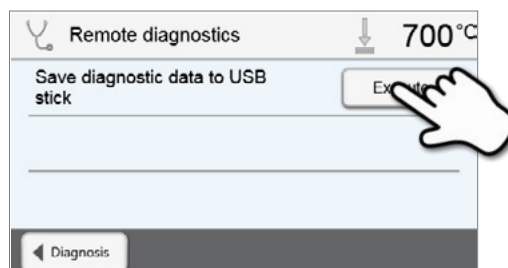 Remote diagnostics 700°C
Save diagnostic data to USB
stick
Diagnosis